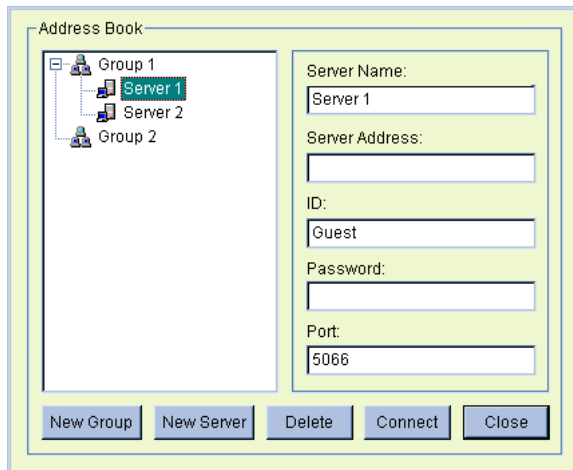 Address Book
Group 1
Server 1
Server 2
Group 2
Server Name:
Server 1
Server Address:
ID:
Guest
Password:
Port:
5066
New Group New Server Delete Connect Close